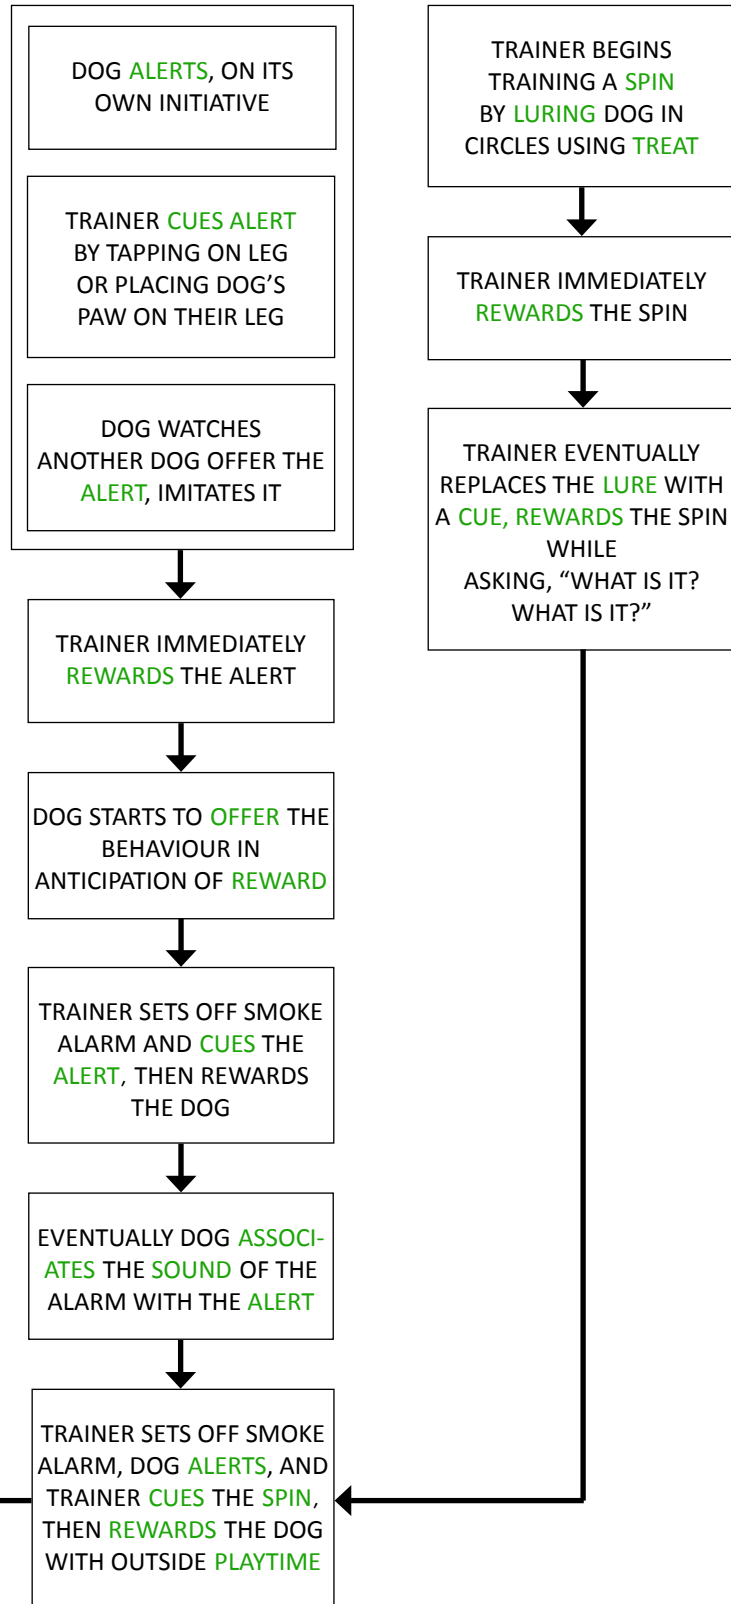 DOG ALERTS, ON ITS
OWN INITIATIVE
TRAINER CUES ALERT
BY TAPPING ON LEG
OR PLACING DOG’S
PAW ON THEIR LEG
DOG WATCHES
ANOTHER DOG OFFER THE
ALERT, IMITATES IT
TRAINER IMMEDIATELY
REWARDS THE ALERT
DOG STARTS TO OFFER THE
BEHAVIOUR IN
ANTICIPATION OF REWARD
TRAINER SETS OFF SMOKE
ALARM AND CUES THE
ALERT, THEN REWARDS
THE DOG
EVENTUALLY DOG ASSOCI-
ATES THE SOUND OF THE
ALARM WITH THE ALERT
TRAINER BEGINS
TRAINING A SPIN
BY LURING DOG IN
CIRCLES USING TREAT
TRAINER IMMEDIATELY
REWARDS THE SPIN
TRAINER EVENTUALLY
REPLACES THE LURE WITH
A CUE, REWARDS THE SPIN
WHILE
ASKING, “WHAT IS IT?
WHAT IS IT?”
TRAINER SETS OFF SMOKE
ALARM, DOG ALERTS, AND
TRAINER CUES THE SPIN,
THEN REWARDS THE DOG
WITH OUTSIDE PLAYTIME